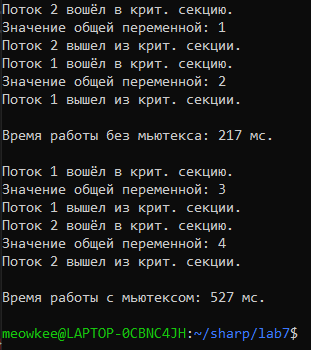 Поток 2 вошёл в крит. секцию.
Значение общей переменной: 1
Поток 2 вышел из крит. секции.
Поток 1 вошёл в крит. секцию.
Значение общей переменной: 2
Поток 1 вышел из крит. секции.
Время работы без мьютекса: 217 мс.
Поток 1 вошёл в крит. секцию.
Значение общей переменной: 3
Поток 1 вышел из крит. секции.
Поток 2 вошёл в крит. секцию.
Значение общей переменной: 4
Поток 2 вышел из крит. секции.
Время работы с мьютексом: 527 мс.
meowkee@LAPTOP-0CBNC43H:~/sharp/lab7$